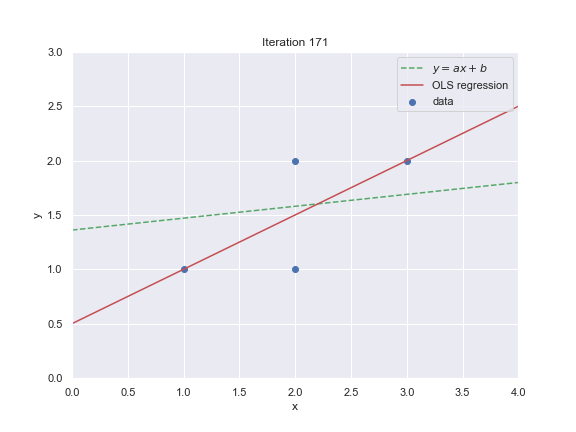 Iteration 171
y = ax + b
OLS regression
data
3.0
2.5
2.0
1.5
1.0
0.5
0.0
y
0.0 0.5 1.0 1.5 2.0 2.5 3.0 3.5 4.0
x